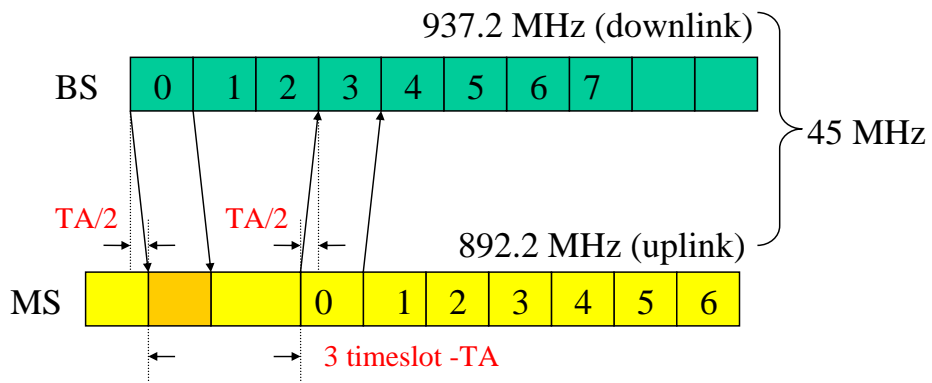 937.2 MHz (downlink)
BS 0 1 2 3 4 5 6 7
45 MHz
TA/2 TA/2
892.2 MHz (uplink)
MS 0 1 2 3 4 5 6
3 timeslot -TA